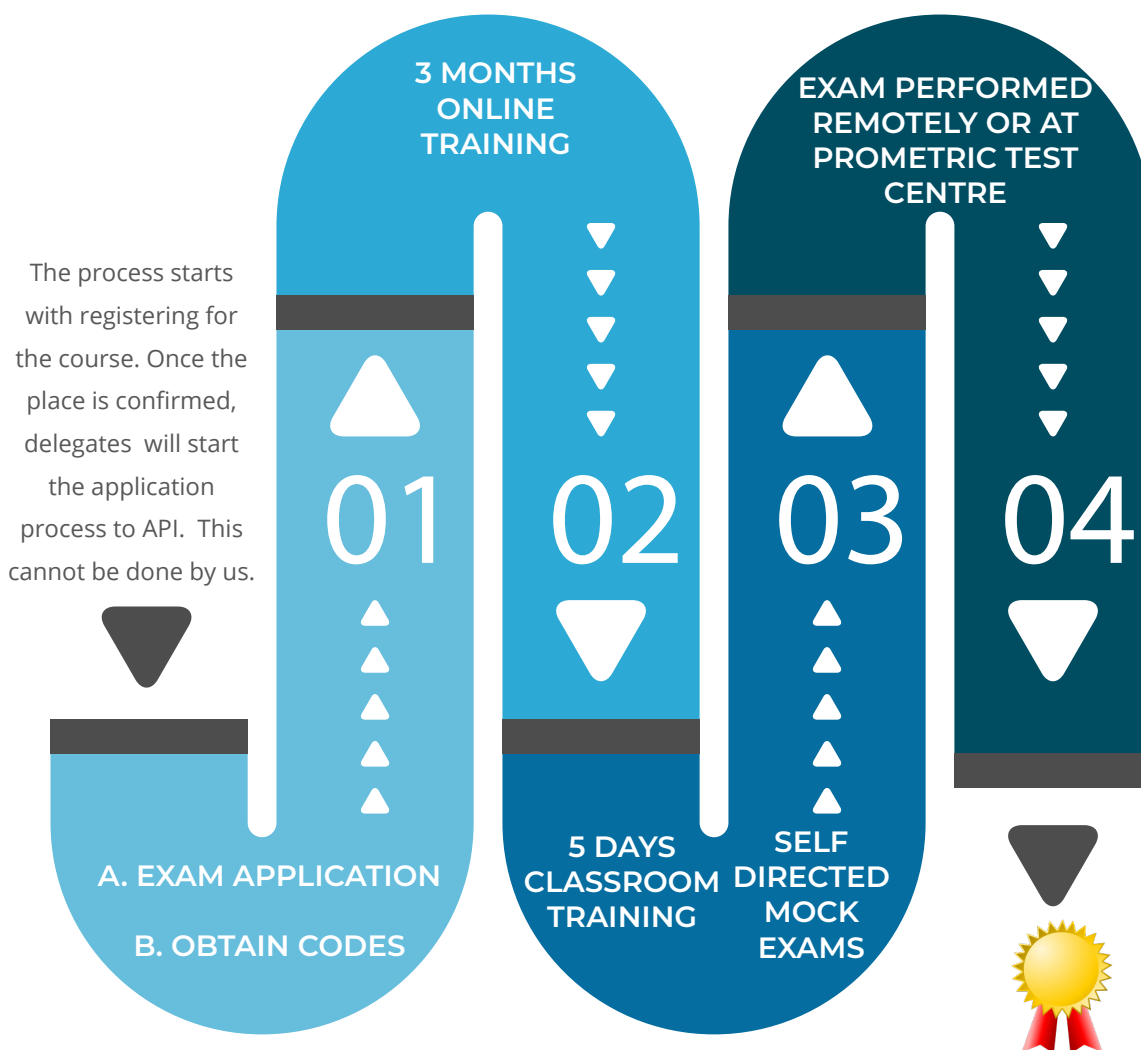 The process starts
with registering for
the course. Once the
place is confirmed,
delegates will start
the application
process to API. This
cannot be done by us.
A. EXAM APPLICATION
B. OBTAIN CODES
01
3 MONTHS
ONLINE
TRAINING
02
5 DAYS
CLASSROOM
TRAINING
SELF
DIRECTED
MOCK
EXAMS
03
EXAM PERFORMED
REMOTELY OR AT
PROMETRIC TEST
CENTRE
04